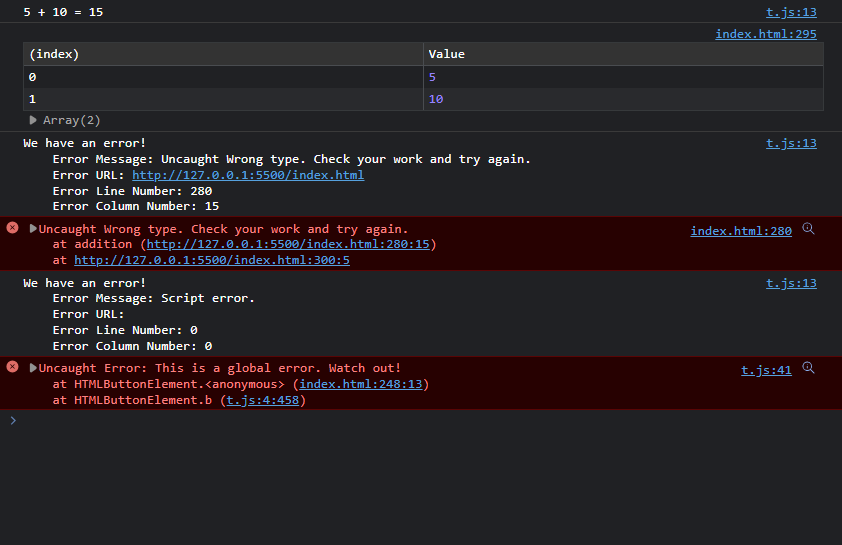 5 + 10 = 15 t.js:13
index.html:295
(index) Value
0 5
1 10
Array(2)
We have an error! t.js:13
Error Message: Uncaught Wrong type. Check your work and try again.
Error URL: http://127.0.0.1:5500/index.html
Error Line Number: 280
Error Column Number: 15
Uncaught Wrong type. Check your work and try again. index.html:280
at addition (http://127.0.0.1:5500/index.html:280:15)
at http://127.0.0.1:5500/index.html:300:5
We have an error! t.js:13
Error Message: Script error.
Error URL:
Error Line Number: 0
Error Column Number: 0
Uncaught Error: This is a global error. Watch out! t.js:41
at HTMLButtonElement.<anonymous> (index.html:248:13)
at HTMLButtonElement.b (t.js:4:458)